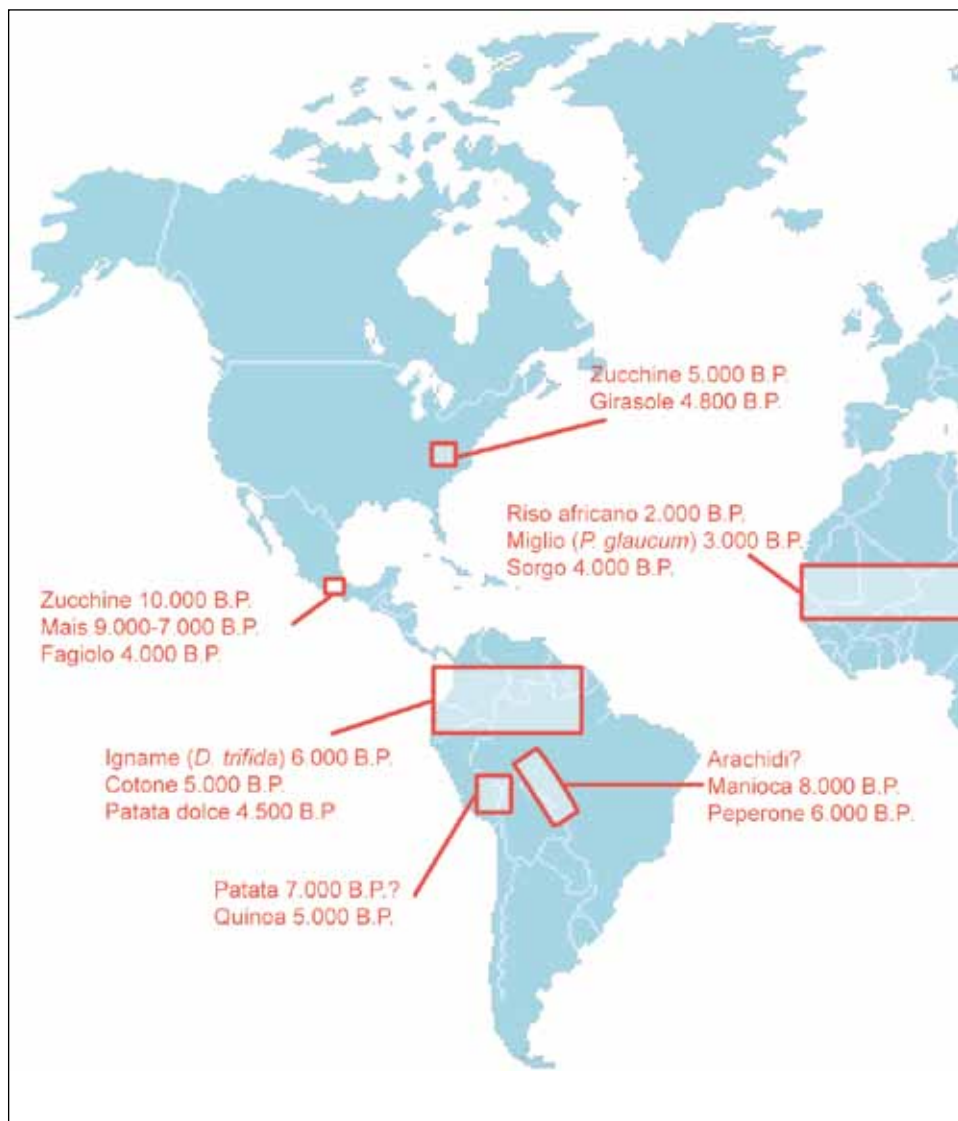 Zucchine 5.000 B.P.
Girasole 4.800 B.P.
Riso africano 2.000 B.P.
Miglio (P. glaucum) 3.000 B.P.
Sorgo 4.000 B.P.
Zucchine 10.000 B.P.
Mais 9.000-7.000 B.P.
Fagiolo 4.000 B.P.
Igname (D. trifida) 6.000 B.P.
Cotone 5.000 B.P.
Patata dolce 4.500 B.P
Arachidi?
Manioca 8.000 B.P.
Peperone 6.000 B.P.
Patata 7.000 B.P.?
Quinoa 5.000 B.P.